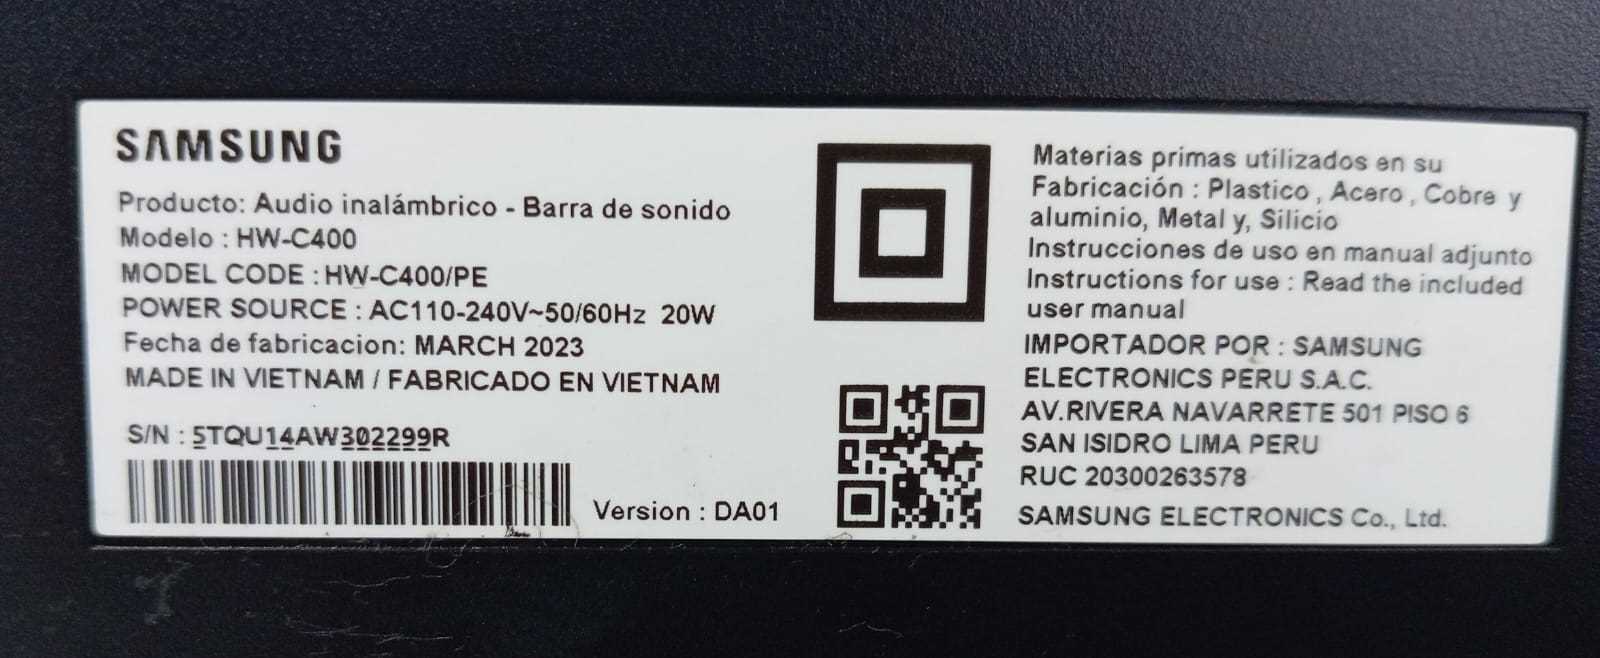 SAMSUNG
Producto: Audio inalámbrico - Barra de sonido
Modelo : HW-C400
MODEL CODE : HW-C400/PE
POWER SOURCE : AC110-240V~50/60Hz 20W
Fecha de fabricacion: MARCH 2023
MADE IN VIETNAM / FABRICADO EN VIETNAM
S/N : 5TQU14AW302299R
Version : DA01
Materias primas utilizados en su
Fabricación : Plastico , Acero , Cobre y
aluminio, Metal y, Silicio
Instrucciones de uso en manual adjunto
Instructions for use : Read the included
user manual
IMPORTADOR POR : SAMSUNG
ELECTRONICS PERU S.A.C.
AV.RIVERA NAVARRETE 501 PISO 6
SAN ISIDRO LIMA PERU
RUC 20300263578
SAMSUNG ELECTRONICS Co., Ltd.